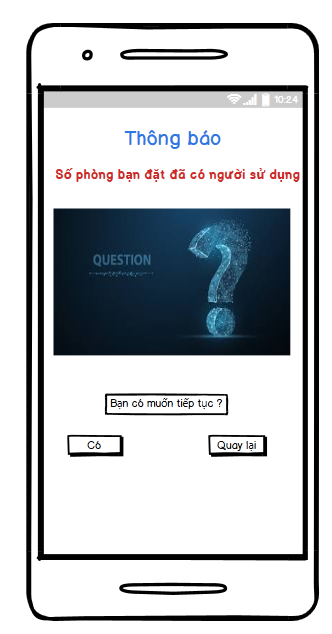 10:24
Thông báo
Số phòng bạn đặt đã có người sử dụng
QUESTION
Bạn có muốn tiếp tục ?
Có
Quay lại